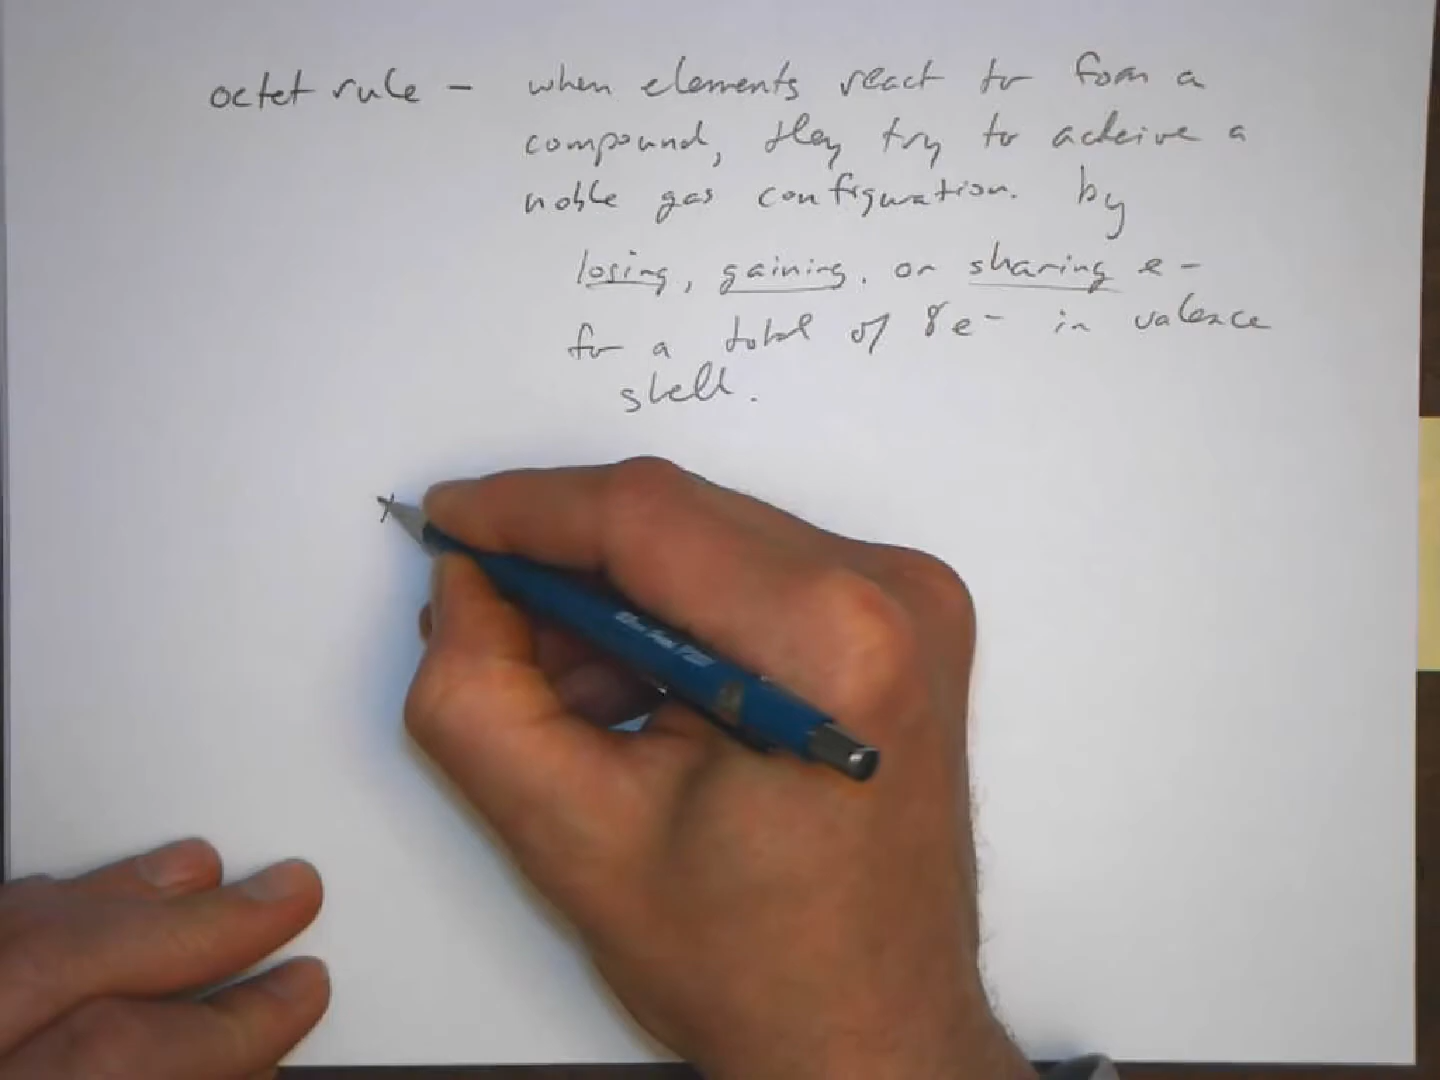 octet rule - when elements react to form a
compound, they try to acheive a
noble gas configuration. by
losing, gaining, or sharing e-
for a total of 8e- in valence
shell.
x